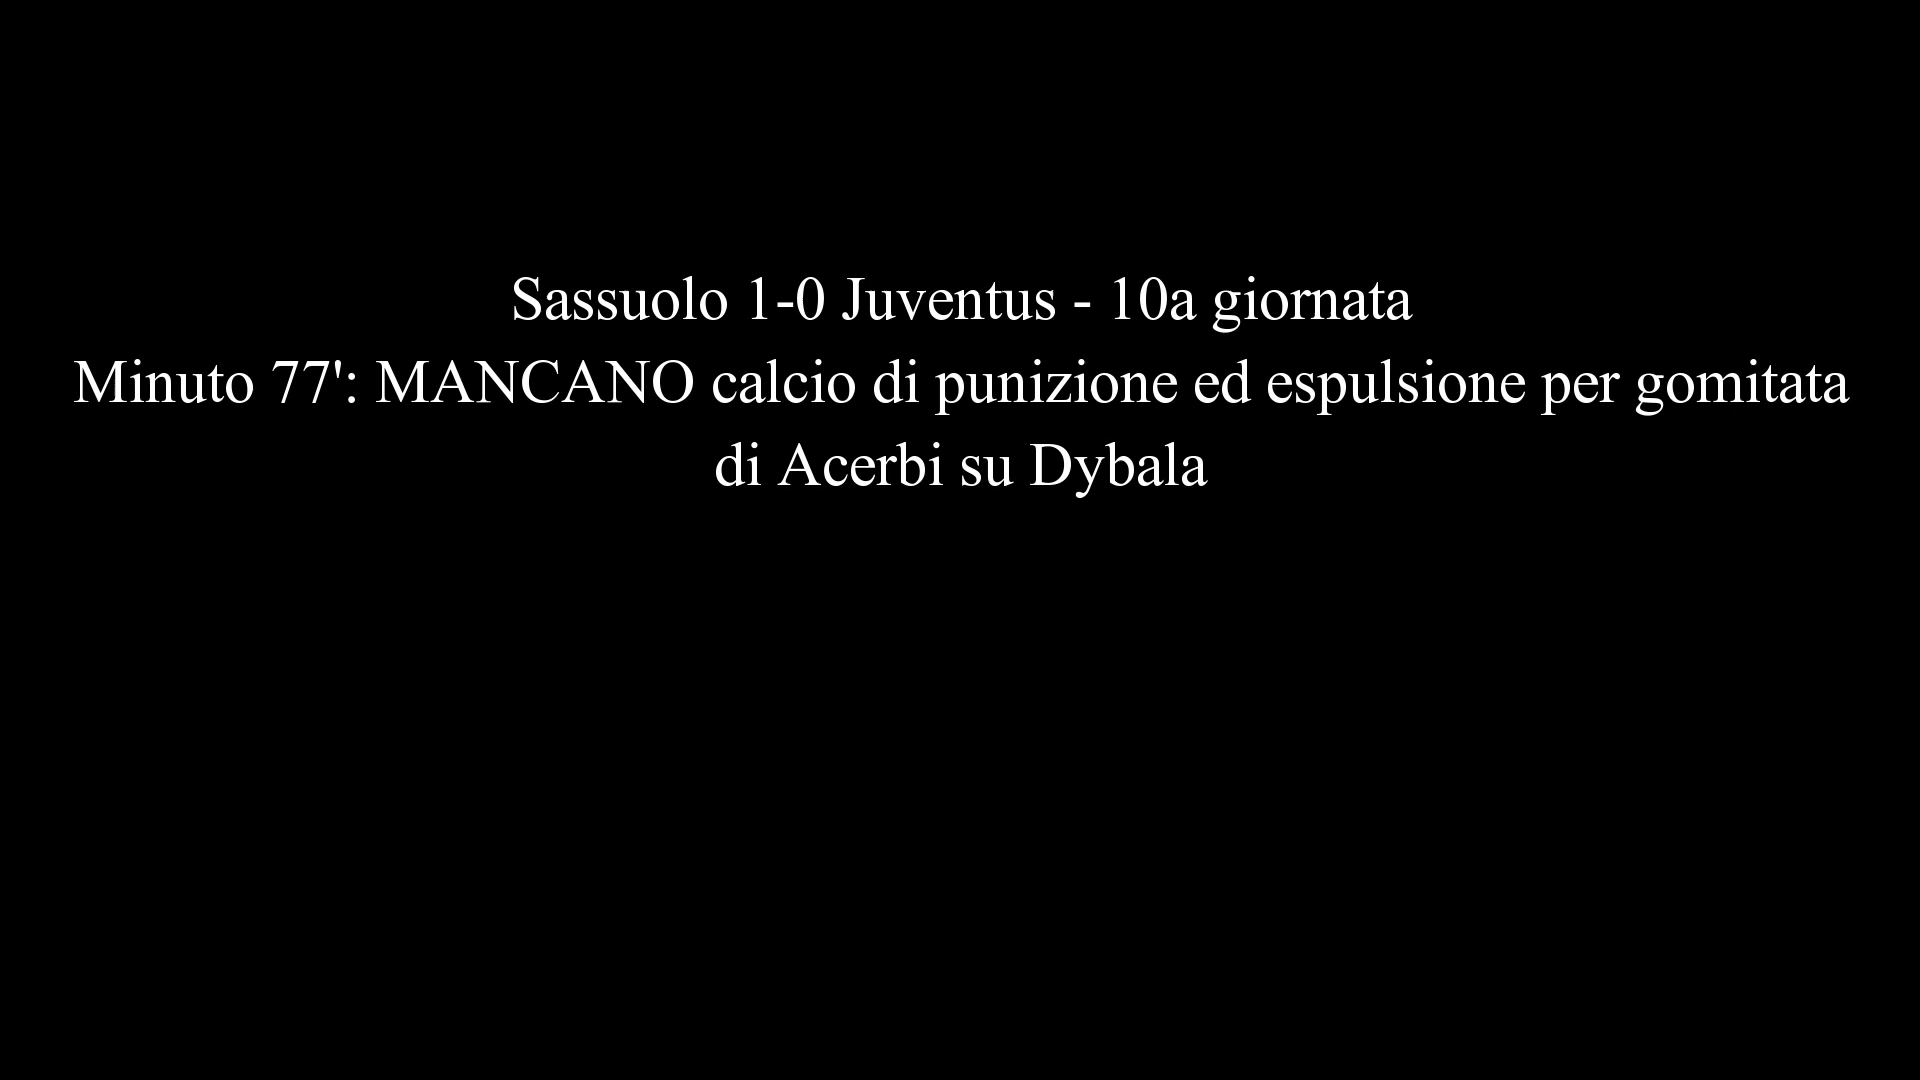 Sassuolo 1-0 Juventus - 10a giornata
Minuto 77': MANCANO calcio di punizione ed espulsione per gomitata
di Acerbi su Dybala